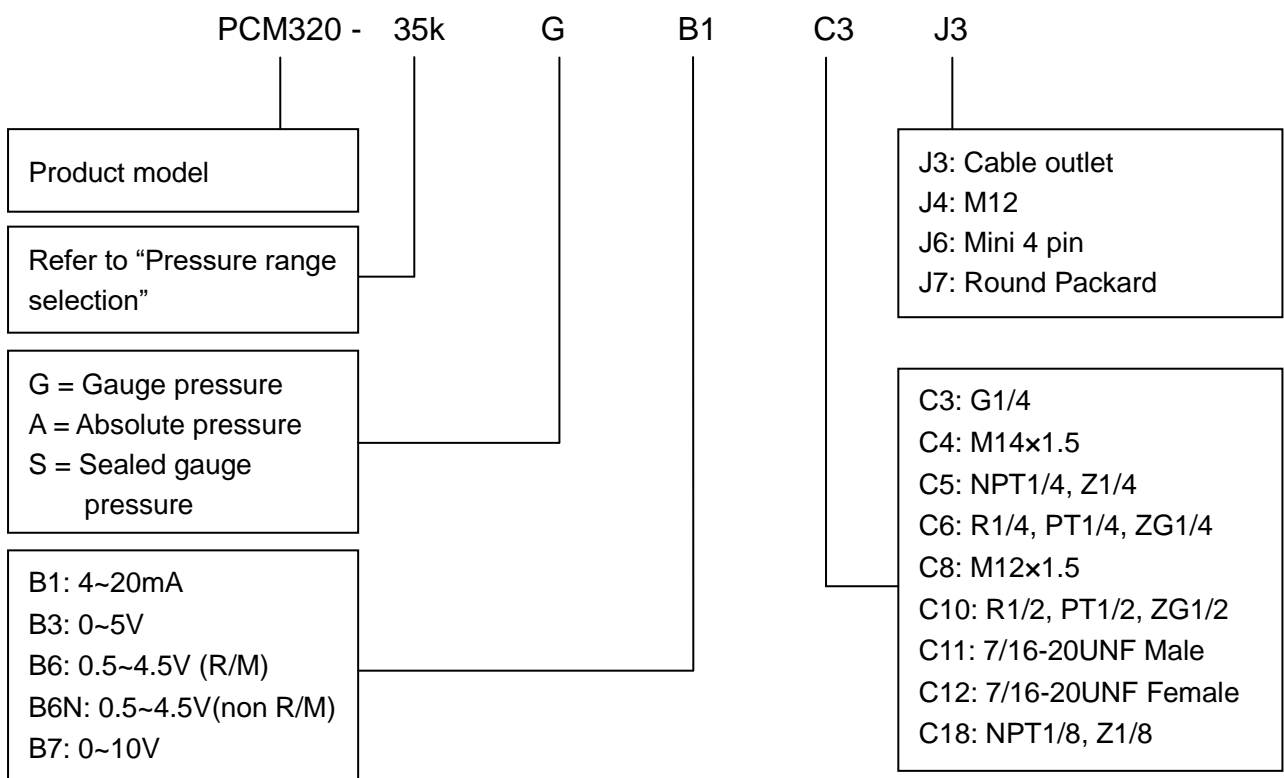 PCM320 - 35k G B1 C3 J3
Product model
Refer to “Pressure range
selection”
G = Gauge pressure
A = Absolute pressure
S = Sealed gauge
pressure
B1: 4~20mA
B3: 0~5V
B6: 0.5~4.5V (R/M)
B6N: 0.5~4.5V(non R/M)
B7: 0~10V
J3: Cable outlet
J4: M12
J6: Mini 4 pin
J7: Round Packard
C3: G1/4
C4: M14×1.5
C5: NPT1/4, Z1/4
C6: R1/4, PT1/4, ZG1/4
C8: M12×1.5
C10: R1/2, PT1/2, ZG1/2
C11: 7/16-20UNF Male
C12: 7/16-20UNF Female
C18: NPT1/8, Z1/8